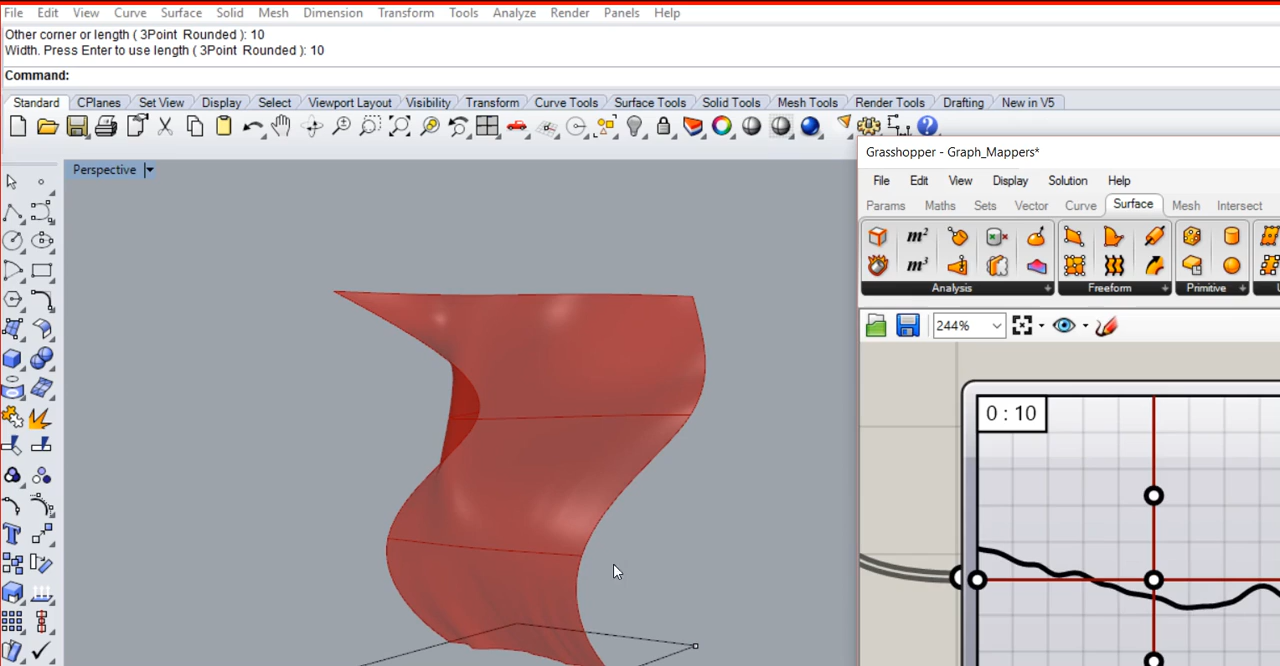 File Edit View Curve Surface Solid Mesh Dimension Transform Tools Analyze Render Panels Help
Other corner or length ( 3Point Rounded ): 10
Width. Press Enter to use length ( 3Point Rounded ): 10
Command:
Standard CPlanes Set View Display Select Viewport Layout Visibility Transform Curve Tools Surface Tools Solid Tools Mesh Tools Render Tools Drafting New in V5
Perspective
Grasshopper - Graph_Mappers*
File Edit View Display Solution Help
Params Maths Sets Vector Curve Surface Mesh Intersect
m²
m³
Analysis Freeform Primitive
244%
0 : 10